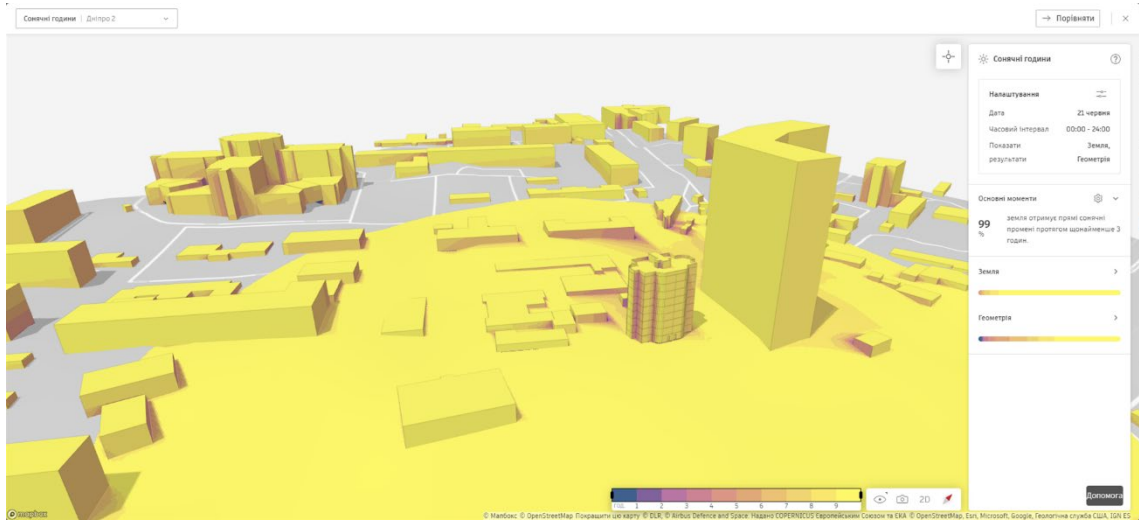 Сонячні години | Дніпро 2
→ Порівняти
Сонячні години
Налаштування
Дата 21 червня
Часовий інтервал 00:00 - 24:00
Показати Земля,
результати Геометрія
Основні моменти
99 земля отримує прямі сонячні
% промені протягом щонайменше 3
годин.
Земля
Геометрія
Допомога
Год. 1 2 3 4 5 6 7 8 9
2D
mapbox
© Мапбокс © OpenStreetMap Покращити цю карту © DLR, © Airbus Defence and Space. Надано COPERNICUS Європейським Союзом та ЕКА © OpenStreetMap, Esri, Microsoft, Google, Геологічна служба США, IGN ES